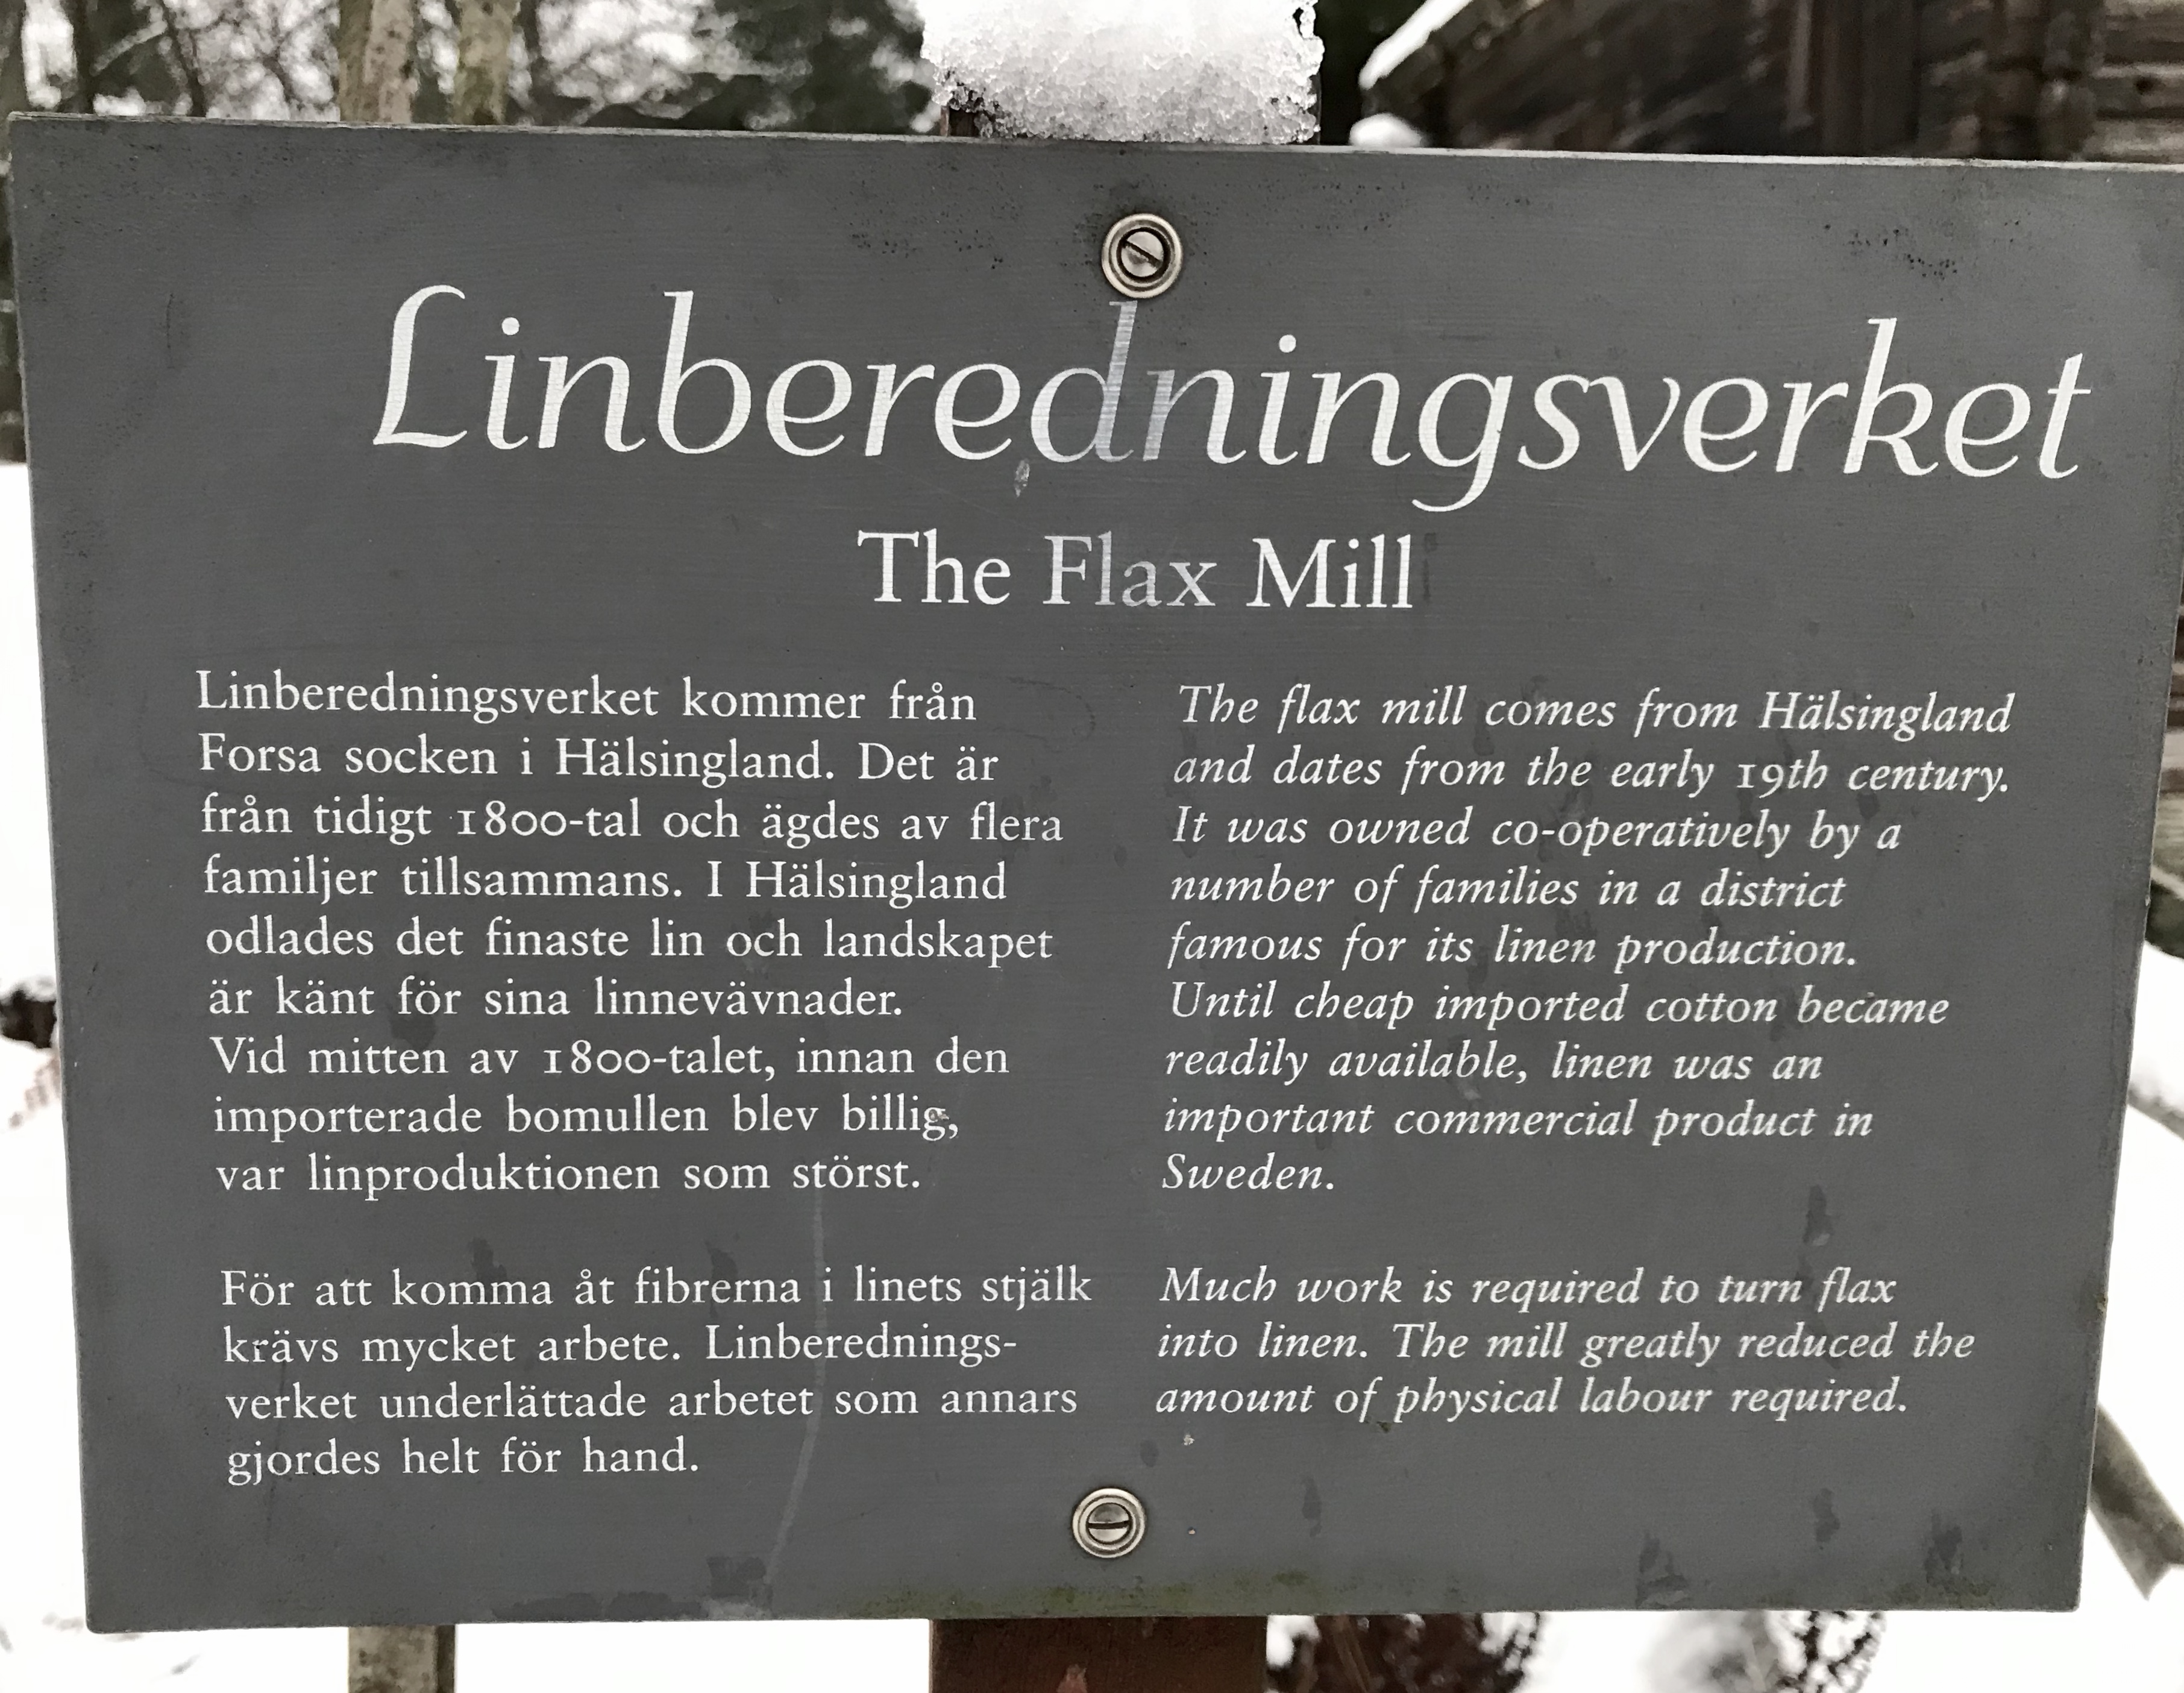 Linberedningsverket
The Flax Mill
Linberedningsverket kommer från
Forsa socken i Hälsingland. Det är
från tidigt 1800-tal och ägdes av flera
familjer tillsammans. I Hälsingland
odlades det finaste lin och landskapet
är känt för sina linnevävnader.
Vid mitten av 1800-talet, innan den
importerade bomullen blev billig,
var linproduktionen som störst.
För att komma åt fibrerna i linets stjälk
krävs mycket arbete. Linberednings-
verket underlättade arbetet som annars
gjordes helt för hand.
The flax mill comes from Hälsingland
and dates from the early 19th century.
It was owned co-operatively by a
number of families in a district
famous for its linen production.
Until cheap imported cotton became
readily available, linen was an
important commercial product in
Sweden.
Much work is required to turn flax
into linen. The mill greatly reduced the
amount of physical labour required.